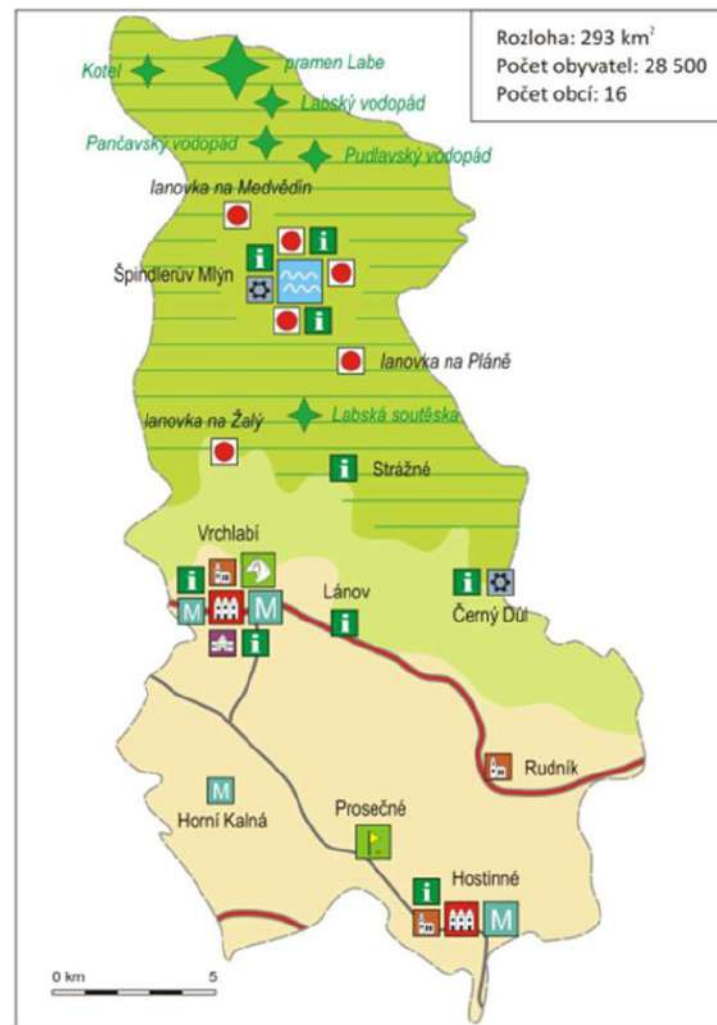 Rozloha: 293 km²
Počet obyvatel: 28 500
Počet obcí: 16
Kotel
pramen Labe
Labský vodopád
Pančavský vodopád
Pudlavský vodopád
lanovka na Medvědín
i
i
Špindlerův Mlýn
i
lanovka na Pláně
Labská soutěska
lanovka na Žalý
i
Strážné
Vrchlabí
i
M
M
i
Lánov
i
i
Černý Důl
Rudník
M
Horní Kalná
Prosečné
Hostinné
i
M
0 km 5